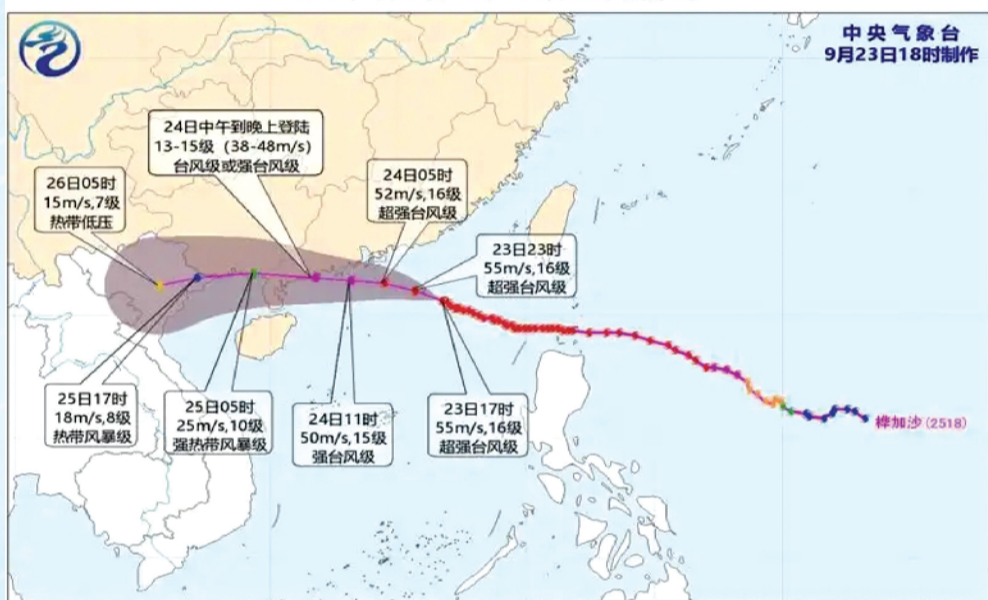 中央气象台
9月23日18时制作
24日中午到晚上登陆
13-15级（38-48m/s）
台风级或强台风级
26日05时
15m/s,7级
热带低压
24日05时
52m/s,16级
超强台风级
23日23时
55m/s,16级
超强台风级
25日17时
18m/s,8级
热带风暴级
25日05时
25m/s,10级
强热带风暴级
24日11时
50m/s,15级
强台风级
23日17时
55m/s,16级
超强台风级
桦加沙(2518)